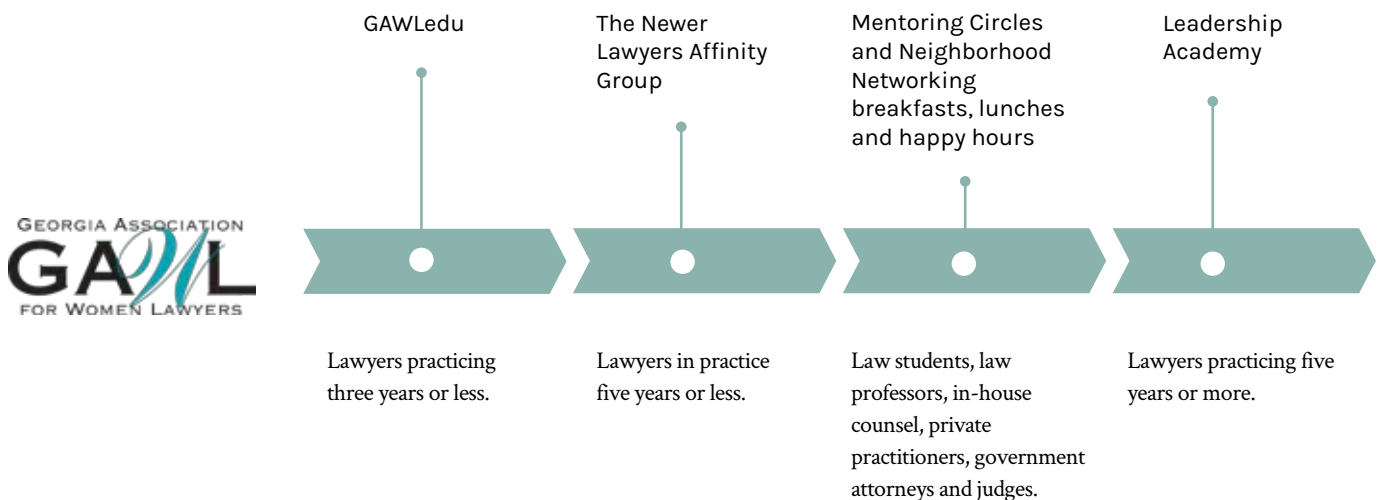 GAWLedu
The Newer
Lawyers Affinity
Group
Mentoring Circles
and Neighborhood
Networking
breakfasts, lunches
and happy hours
Leadership
Academy
GEORGIA ASSOCIATION
GAWL
FOR WOMEN LAWYERS
Lawyers practicing
three years or less.
Lawyers in practice
five years or less.
Law students, law
professors, in-house
counsel, private
practitioners, government
attorneys and judges.
Lawyers practicing five
years or more.